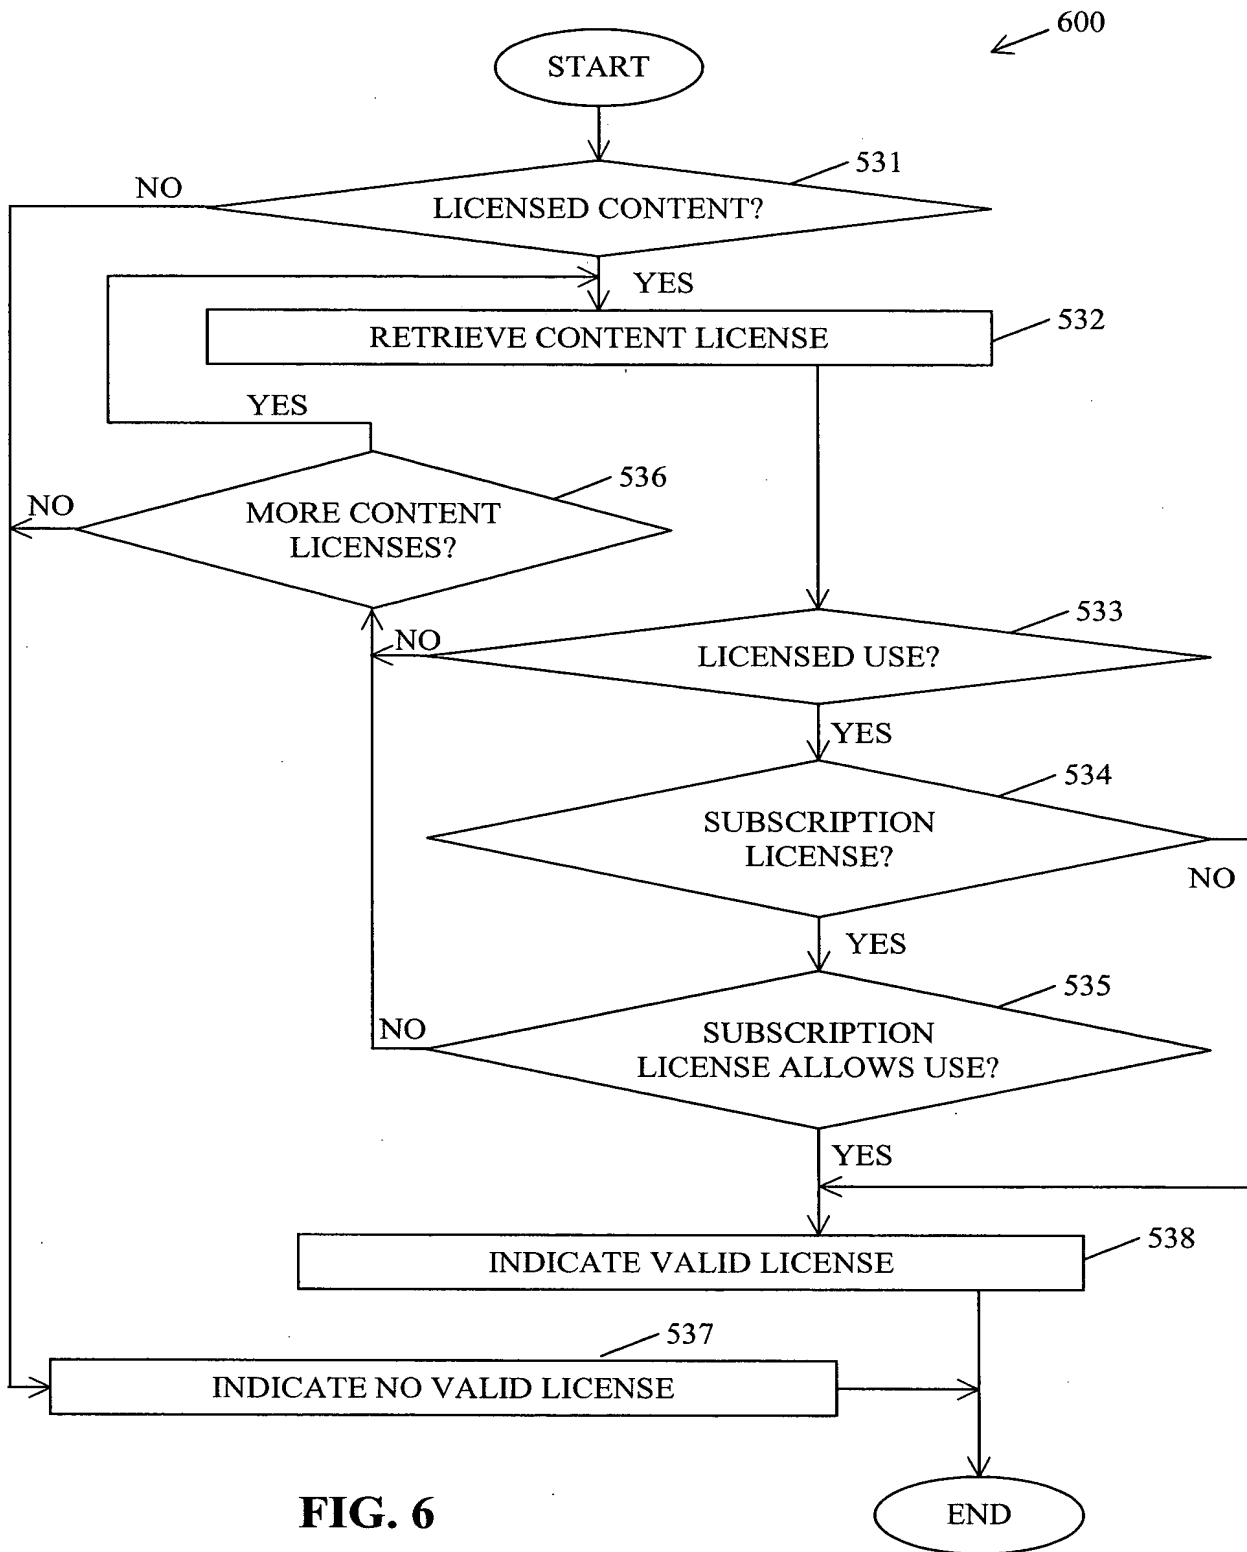 600
START
531
NO
LICENSED CONTENT?
YES
532
RETRIEVE CONTENT LICENSE
YES
536
NO
MORE CONTENT
LICENSES?
533
NO
LICENSED USE?
YES
534
SUBSCRIPTION
LICENSE?
NO
YES
535
NO
SUBSCRIPTION
LICENSE ALLOWS USE?
YES
538
INDICATE VALID LICENSE
537
INDICATE NO VALID LICENSE
FIG. 6
END